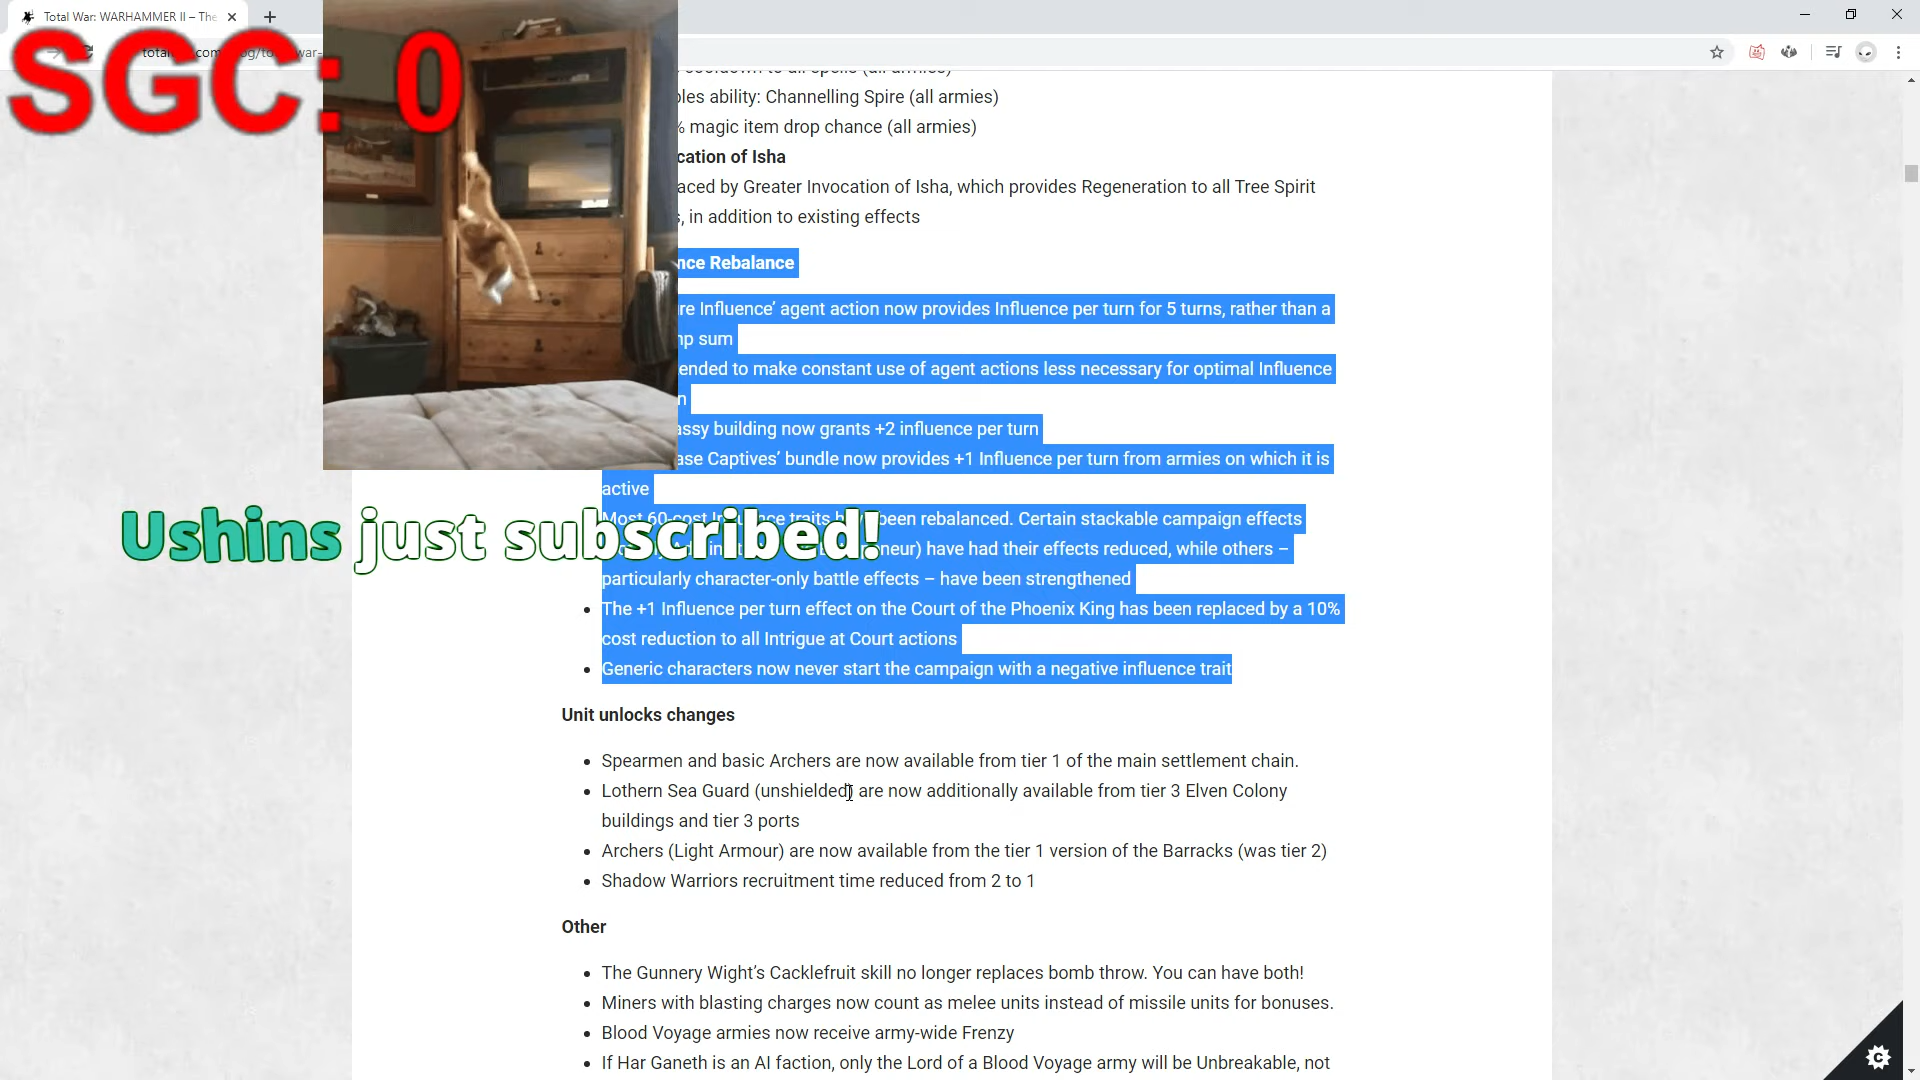 Total War: WARHAMMER II – The
SGC: 0
ples ability: Channelling Spire (all armies)
% magic item drop chance (all armies)
cation of Isha
aced by Greater Invocation of Isha, which provides Regeneration to all Tree Spirit
s, in addition to existing effects
nce Rebalance
re Influence’ agent action now provides Influence per turn for 5 turns, rather than a
mp sum
ended to make constant use of agent actions less necessary for optimal Influence
n
assy building now grants +2 influence per turn
ase Captives’ bundle now provides +1 Influence per turn from armies on which it is
active
Ushins just subscribed!
Most 60-cost Influence traits have been rebalanced. Certain stackable campaign effects
have had their effects reduced, while others –
particularly character-only battle effects – have been strengthened
• The +1 Influence per turn effect on the Court of the Phoenix King has been replaced by a 10%
cost reduction to all Intrigue at Court actions
• Generic characters now never start the campaign with a negative influence trait
Unit unlocks changes
• Spearmen and basic Archers are now available from tier 1 of the main settlement chain.
• Lothern Sea Guard (unshielded) are now additionally available from tier 3 Elven Colony
buildings and tier 3 ports
• Archers (Light Armour) are now available from the tier 1 version of the Barracks (was tier 2)
• Shadow Warriors recruitment time reduced from 2 to 1
Other
• The Gunnery Wight’s Cacklefruit skill no longer replaces bomb throw. You can have both!
• Miners with blasting charges now count as melee units instead of missile units for bonuses.
• Blood Voyage armies now receive army-wide Frenzy
• If Har Ganeth is an AI faction, only the Lord of a Blood Voyage army will be Unbreakable, not